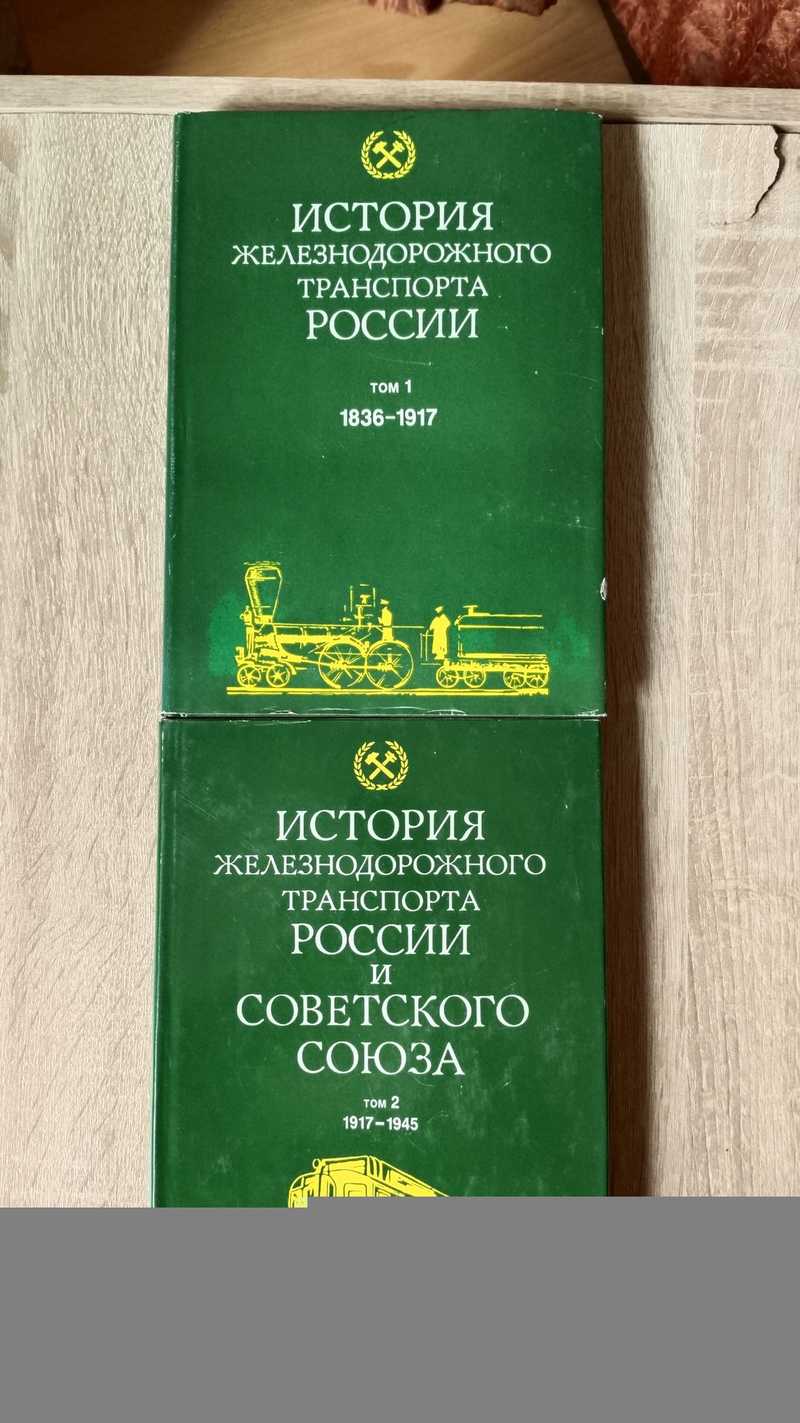 ИСТОРИЯ
ЖЕЛЕЗНОДОРОЖНОГО
ТРАНСПОРТА
РОССИИ
ТОМ 1
1836-1917
ИСТОРИЯ
ЖЕЛЕЗНОДОРОЖНОГО
ТРАНСПОРТА
РОССИИ
И
СОВЕТСКОГО
СОЮЗА
ТОМ 2
1917-1945